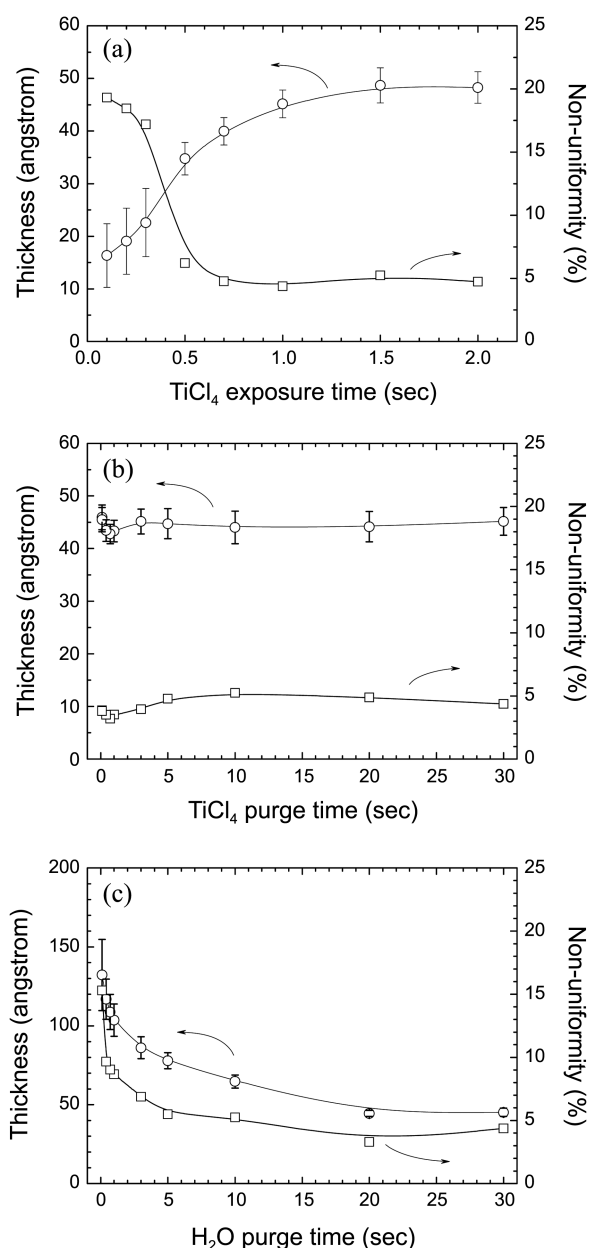 (a)
Thickness (angstrom)
60
50
40
30
20
10
0
Non-uniformity (%)
25
20
15
10
5
0
0.0 0.5 1.0 1.5 2.0
TiCl₄ exposure time (sec)
(b)
Thickness (angstrom)
60
50
40
30
20
10
0
Non-uniformity (%)
25
20
15
10
5
0
0 5 10 15 20 25 30
TiCl₄ purge time (sec)
(c)
Thickness (angstrom)
200
150
100
50
0
Non-uniformity (%)
25
20
15
10
5
0
0 5 10 15 20 25 30
H₂O purge time (sec)